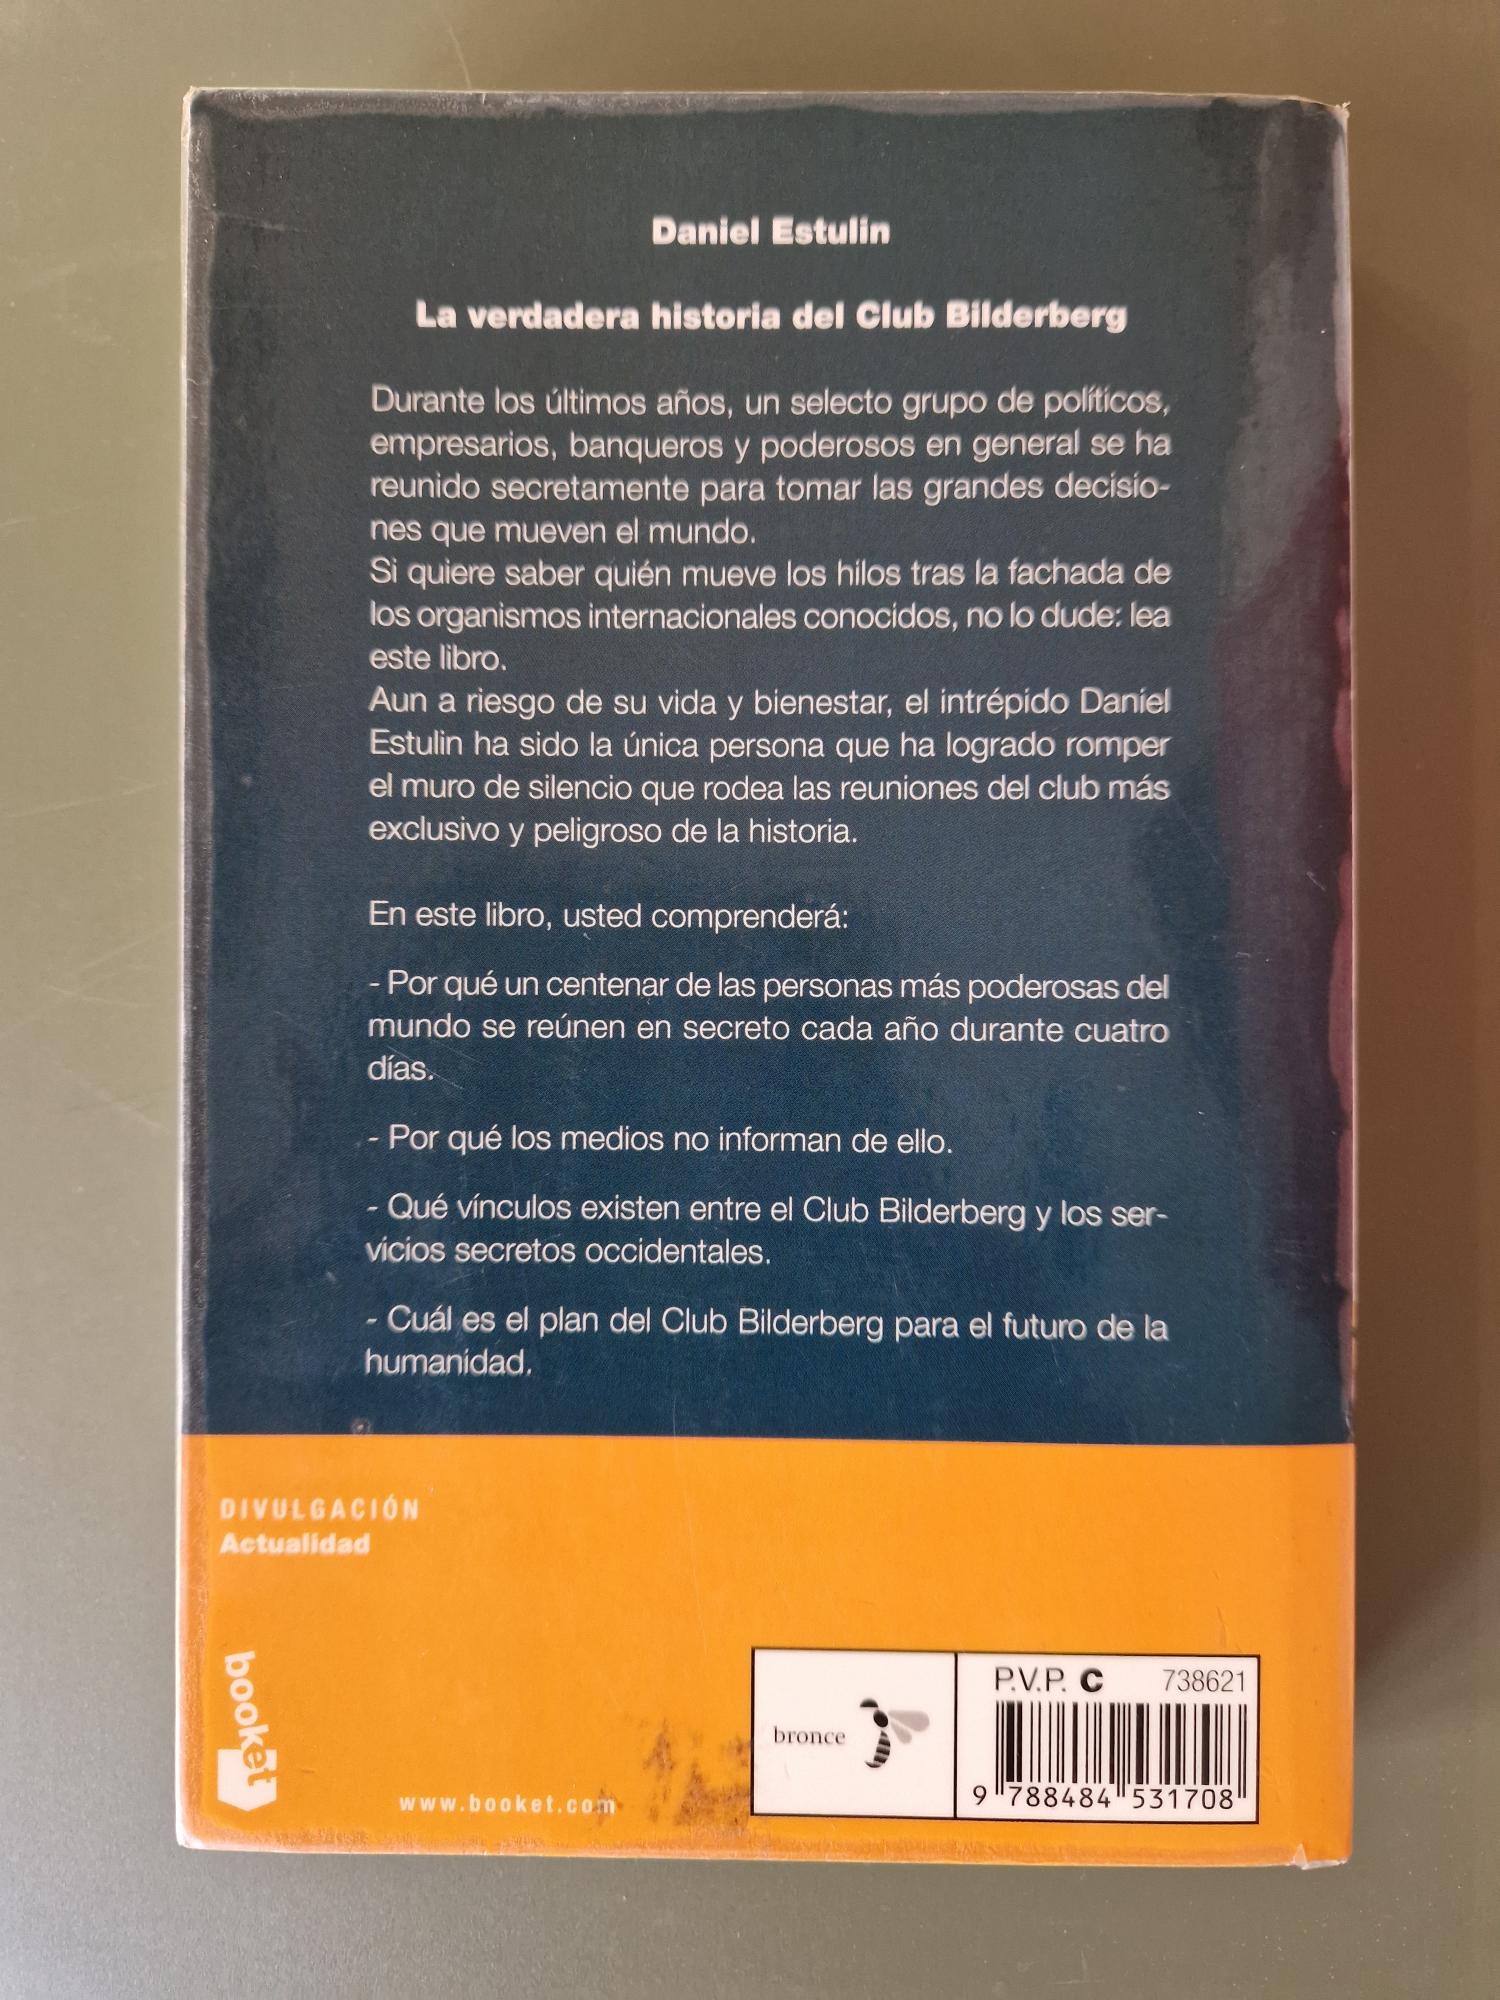 Daniel Estulin
La verdadera historia del Club Bilderberg
Durante los últimos años, un selecto grupo de políticos,
empresarios, banqueros y poderosos en general se ha
reunido secretamente para tomar las grandes decisio-
nes que mueven el mundo.
Si quiere saber quién mueve los hilos tras la fachada de
los organismos internacionales conocidos, no lo dude: lea
este libro.
Aun a riesgo de su vida y bienestar, el intrépido Daniel
Estulin ha sido la única persona que ha logrado romper
el muro de silencio que rodea las reuniones del club más
exclusivo y peligroso de la historia.
En este libro, usted comprenderá:
- Por qué un centenar de las personas más poderosas del
mundo se reúnen en secreto cada año durante cuatro
días.
- Por qué los medios no informan de ello.
- Qué vínculos existen entre el Club Bilderberg y los ser-
vicios secretos occidentales.
- Cuál es el plan del Club Bilderberg para el futuro de la
humanidad.
DIVULGACIÓN
Actualidad
booket
www.booket.com
bronce
P.V.P. C 738621
9 788484 531708